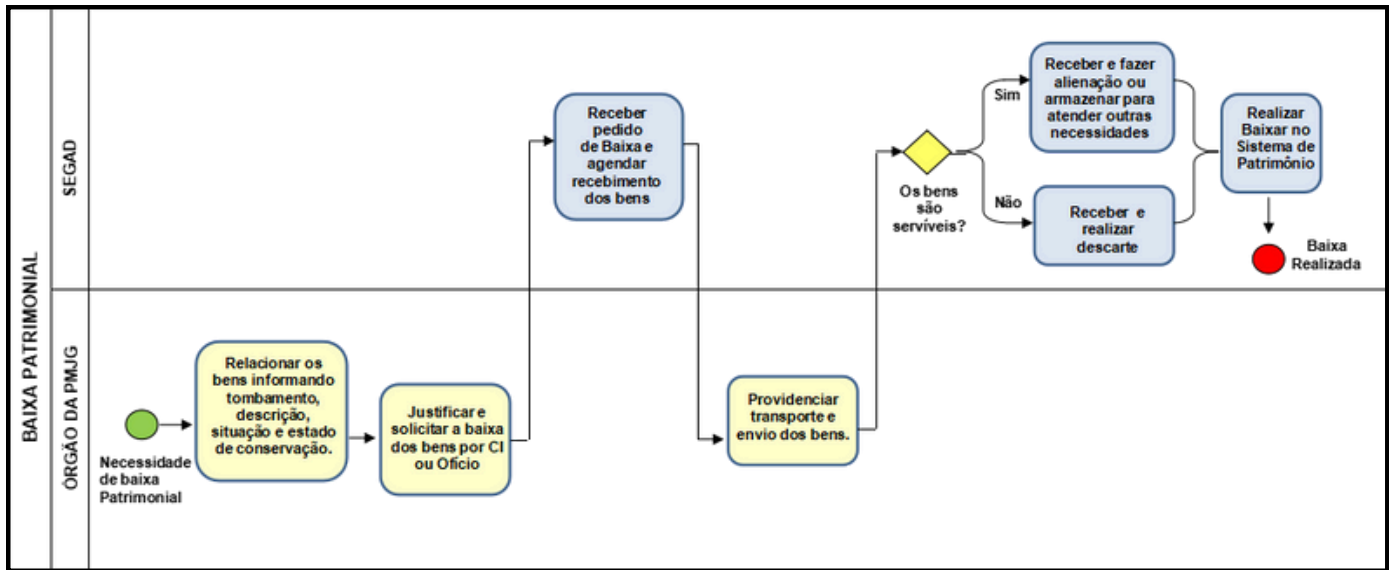 BAIXA PATRIMONIAL
SEGAD
ÓRGÃO DA PMJG
Necessidade
de baixa
Patrimonial
Relacionar os
bens informando
tombamento,
descrição,
situação e estado
de conservação.
Justificar e
solicitar a baixa
dos bens por CI
ou Ofício
Receber
pedido
de Baixa e
agendar
recebimento
dos bens
Providenciar
transporte e
envio dos bens.
Os bens
são
servíveis?
Sim
Receber e fazer
alienação ou
armazenar para
atender outras
necessidades
Não
Receber e
realizar
descarte
Realizar
Baixar no
Sistema de
Patrimônio
Baixa
Realizada